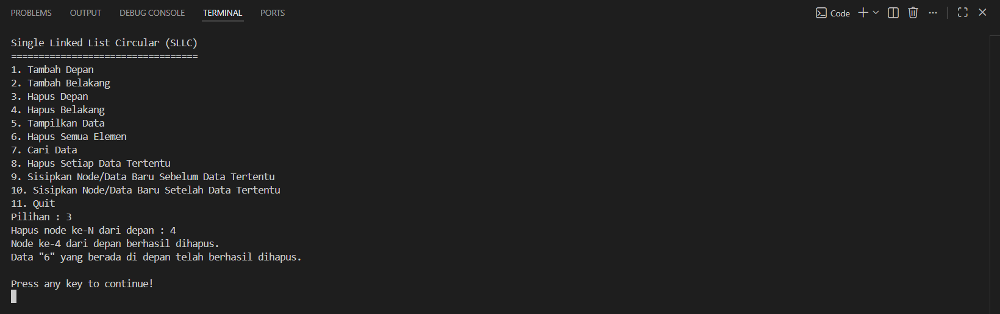 PROBLEMS OUTPUT DEBUG CONSOLE TERMINAL PORTS Code
Single Linked List Circular (SLLC)
==================================
1. Tambah Depan
2. Tambah Belakang
3. Hapus Depan
4. Hapus Belakang
5. Tampilkan Data
6. Hapus Semua Elemen
7. Cari Data
8. Hapus Setiap Data Tertentu
9. Sisipkan Node/Data Baru Sebelum Data Tertentu
10. Sisipkan Node/Data Baru Setelah Data Tertentu
11. Quit
Pilihan : 3
Hapus node ke-N dari depan : 4
Node ke-4 dari depan berhasil dihapus.
Data "6" yang berada di depan telah berhasil dihapus.
Press any key to continue!